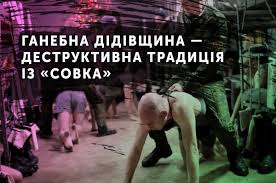 ГАНЕБНА ДІДІВЩИНА —
ДЕСТРУКТИВНА ТРАДИЦІЯ
ІЗ «СОВКА»